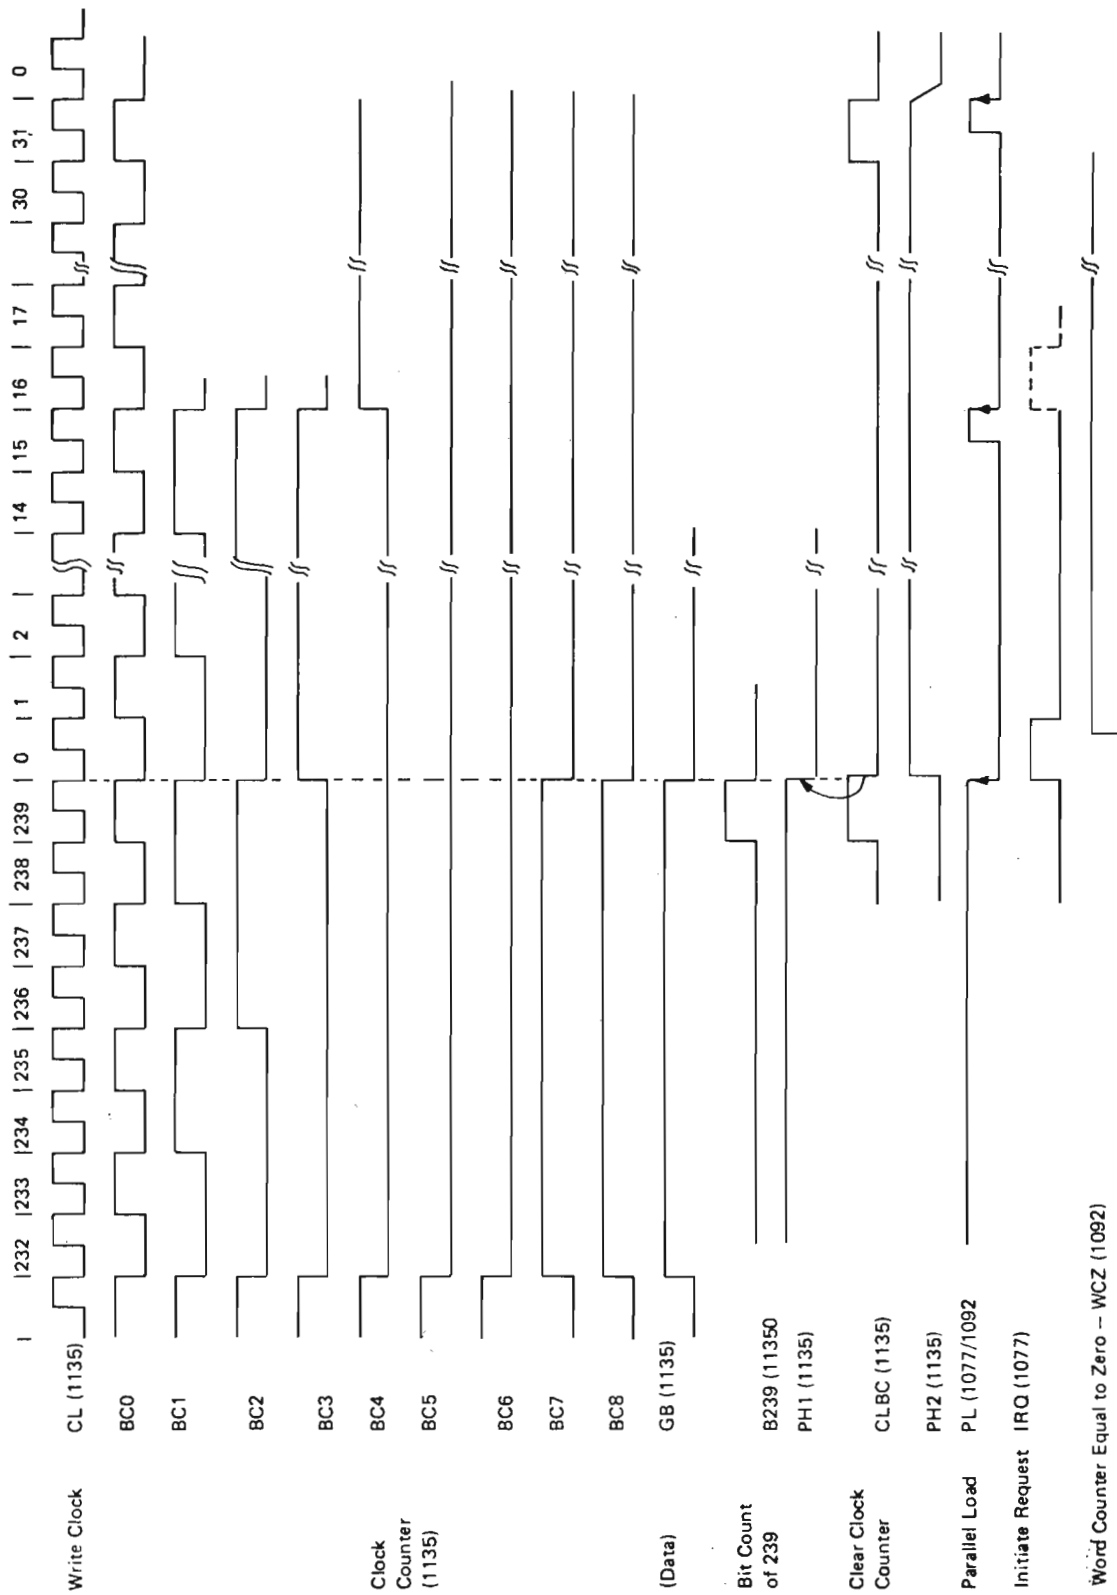 | 232 | 233 | 234 | 235 | 236 | 237 | 238 | 239 | 0 | 1 | 2 | | 14 | 15 | 16 | 17 | | 30 | 31 | 0
Write Clock CL (1135)
BC0
BC1
BC2
BC3
Clock
Counter
(1135)
BC4
BC5
BC6
BC7
BC8
(Data) GB (1135)
Bit Count
of 239
B239 (11350
PH1 (1135)
Clear Clock
Counter
CLBC (1135)
PH2 (1135)
Parallel Load PL (1077/1092
Initiate Request IRQ (1077)
Word Counter Equal to Zero — WCZ (1092)